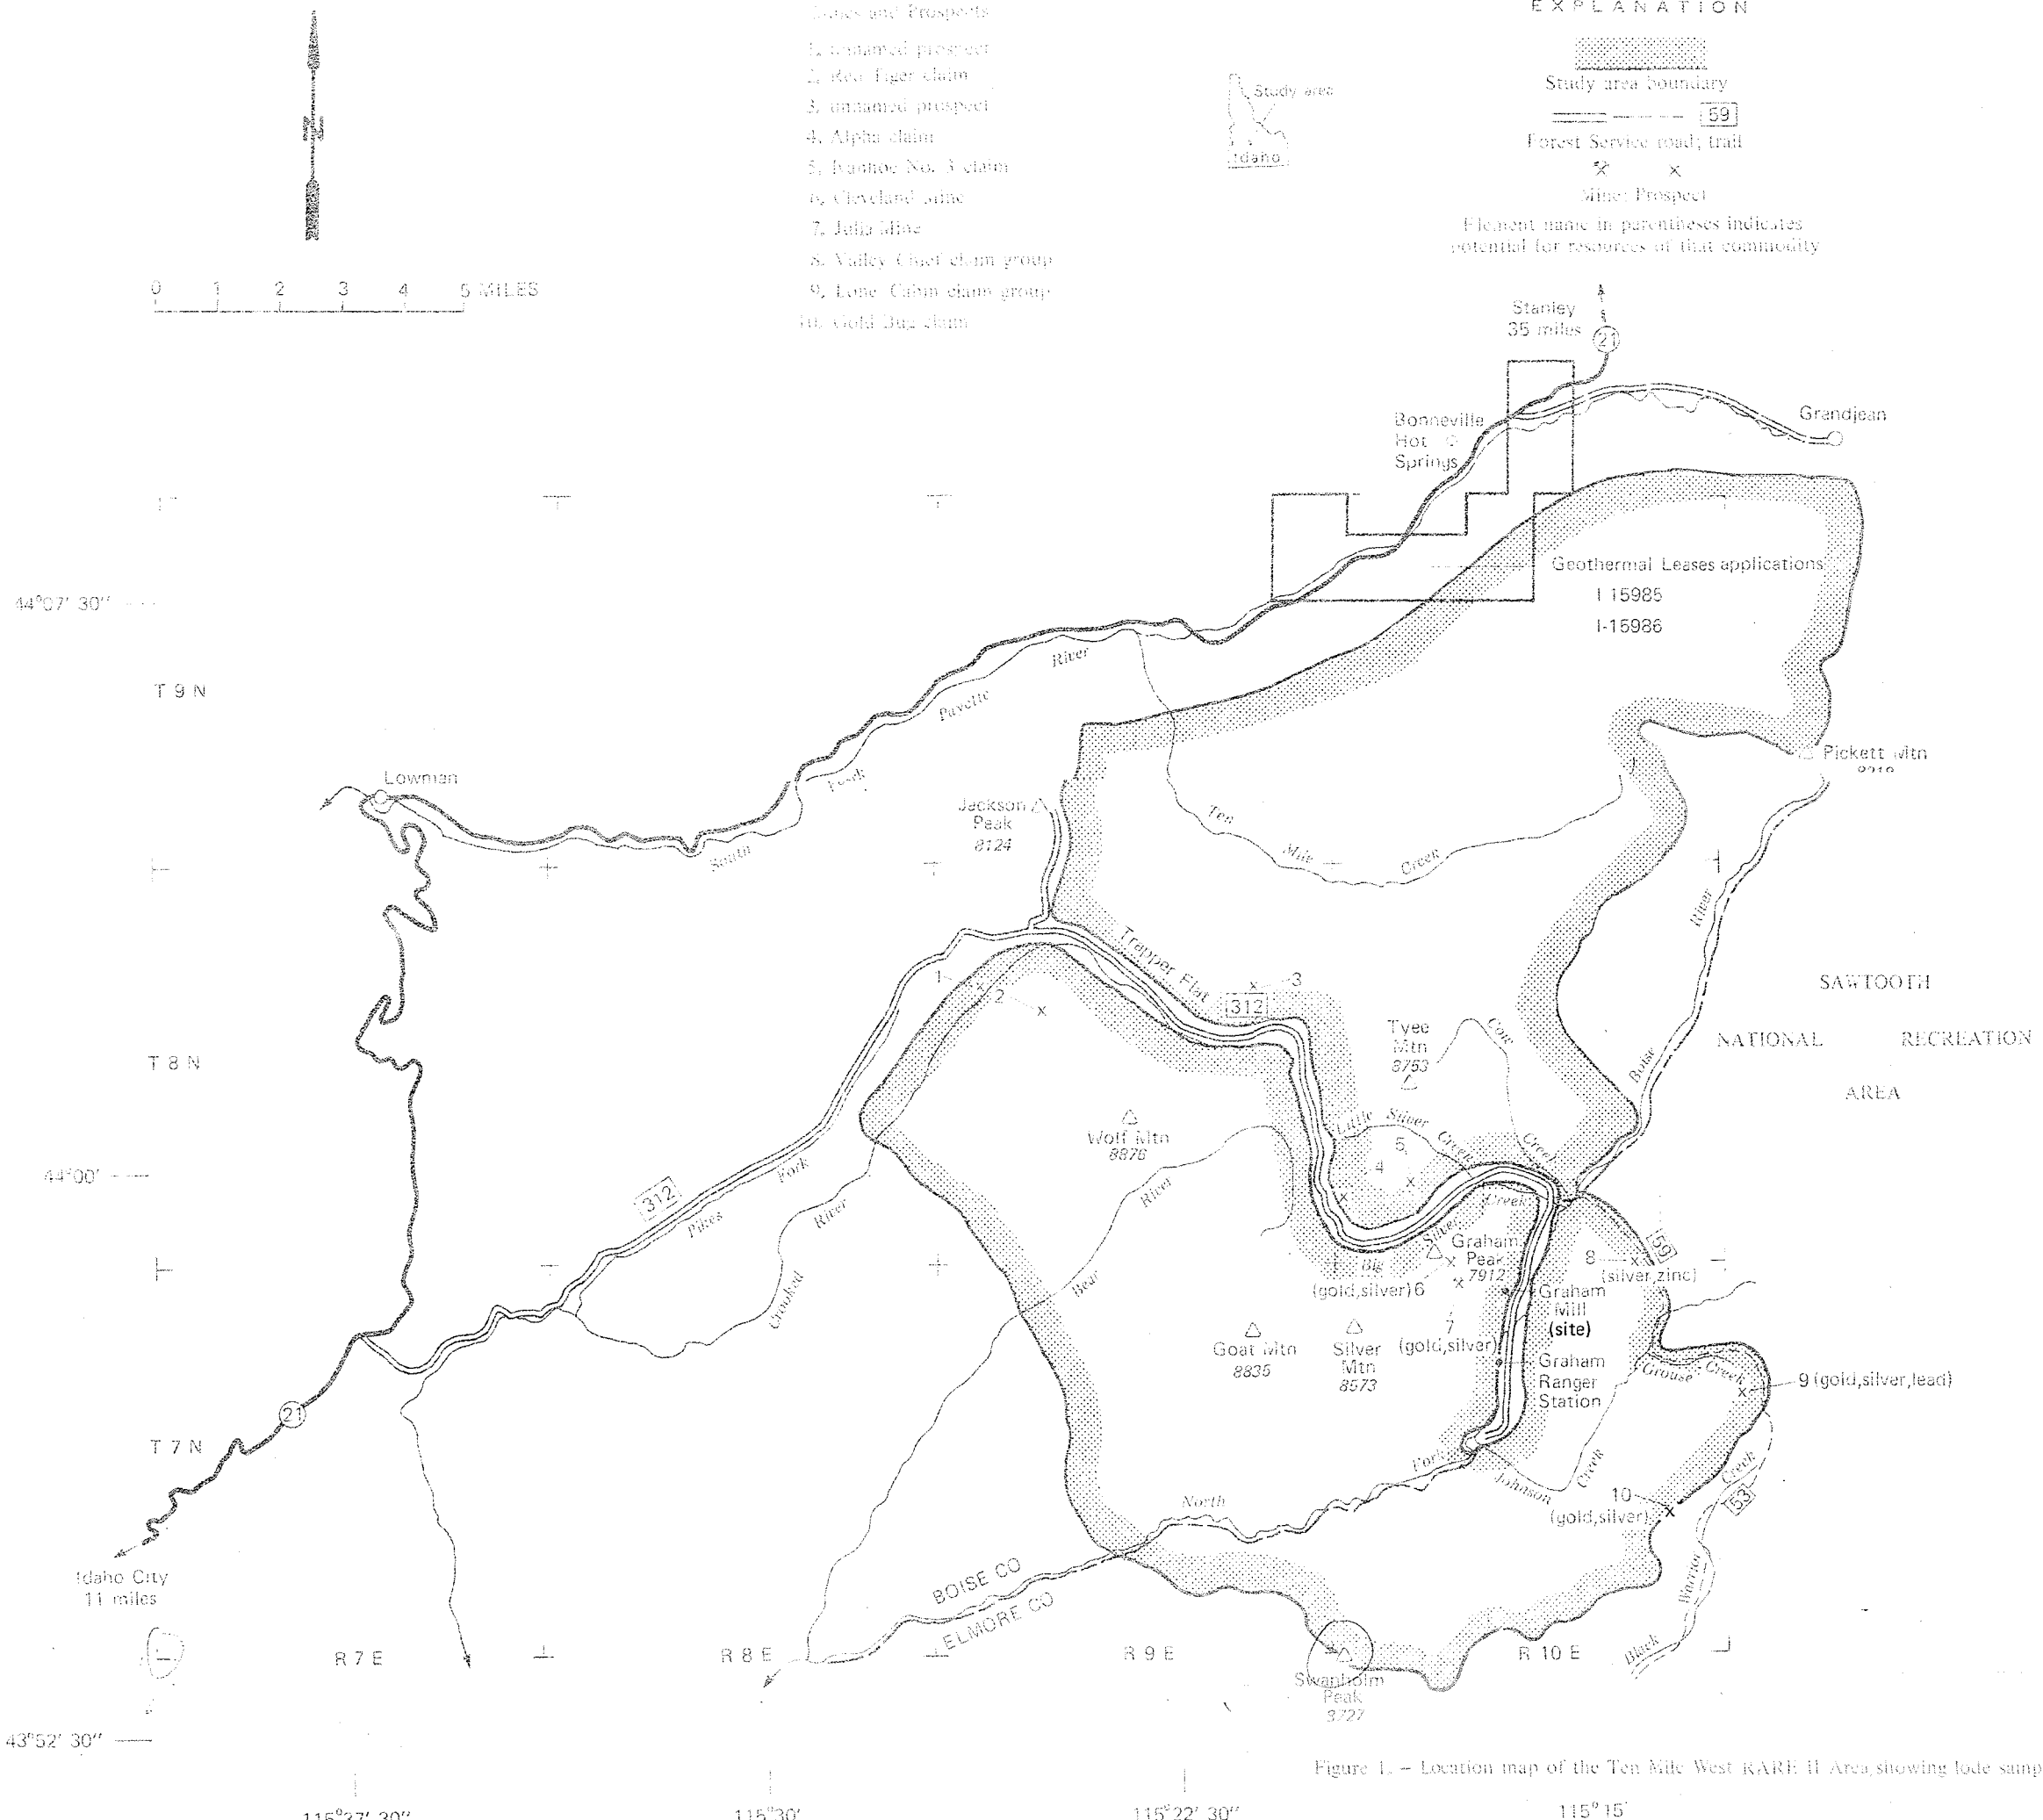 Mines and Prospects
1. unnamed prospect
2. Red Tiger claim
3. unnamed prospect
4. Alpha claim
5. Ivanhoe No. 3 claim
6. Cleveland Mine
7. Julia Mine
8. Valley Chief claim group
9. Lone Cabin claim group
10. Gold Bug claim
Study area
Idaho
EXPLANATION
Study area boundary
59
Forest Service road; trail
Mine; Prospect
Element name in parentheses indicates
potential for resources of that commodity
N
0 1 2 3 4 5 MILES
Stanley
35 miles
21
Bonneville
Hot
Springs
Grandjean
Geothermal Leases applications
I 15985
I-15986
44°07' 30"
T 9 N
River
Payette
Fork
South
Lowman
Jackson
Peak
8124
Ten
Mile
Creek
Pickett Mtn
River
Boise
SAWTOOTH
NATIONAL RECREATION
AREA
Trapper Flat
312
1
2
3
T 8 N
Tyee
Mtn
8753
Cow
Creek
Wolf Mtn
8876
Little Silver
Creek
5
4
44°00'
312
Pikes
Fork
River
Crooked
River
Bear
Big
Silver
Creek
Graham
Peak
7912
(gold,silver) 6
8
(silver,zinc)
59
Graham
Mill
(site)
7
(gold,silver)
Goat Mtn
8835
Silver
Mtn
8573
Graham
Ranger
Station
Grouse Creek
9 (gold,silver,lead)
21
T 7 N
Fork
North
Johnson
Creek
10
(gold,silver)
Creek
53
Warrior
Black
Idaho City
11 miles
BOISE CO
ELMORE CO
R 7 E
R 8 E
R 9 E
R 10 E
Swanholm
Peak
8727
43°52' 30"
Figure 1. – Location map of the Ten Mile West RARE II Area, showing lode samp
115°37' 30"
115°30'
115°22' 30"
115°15'